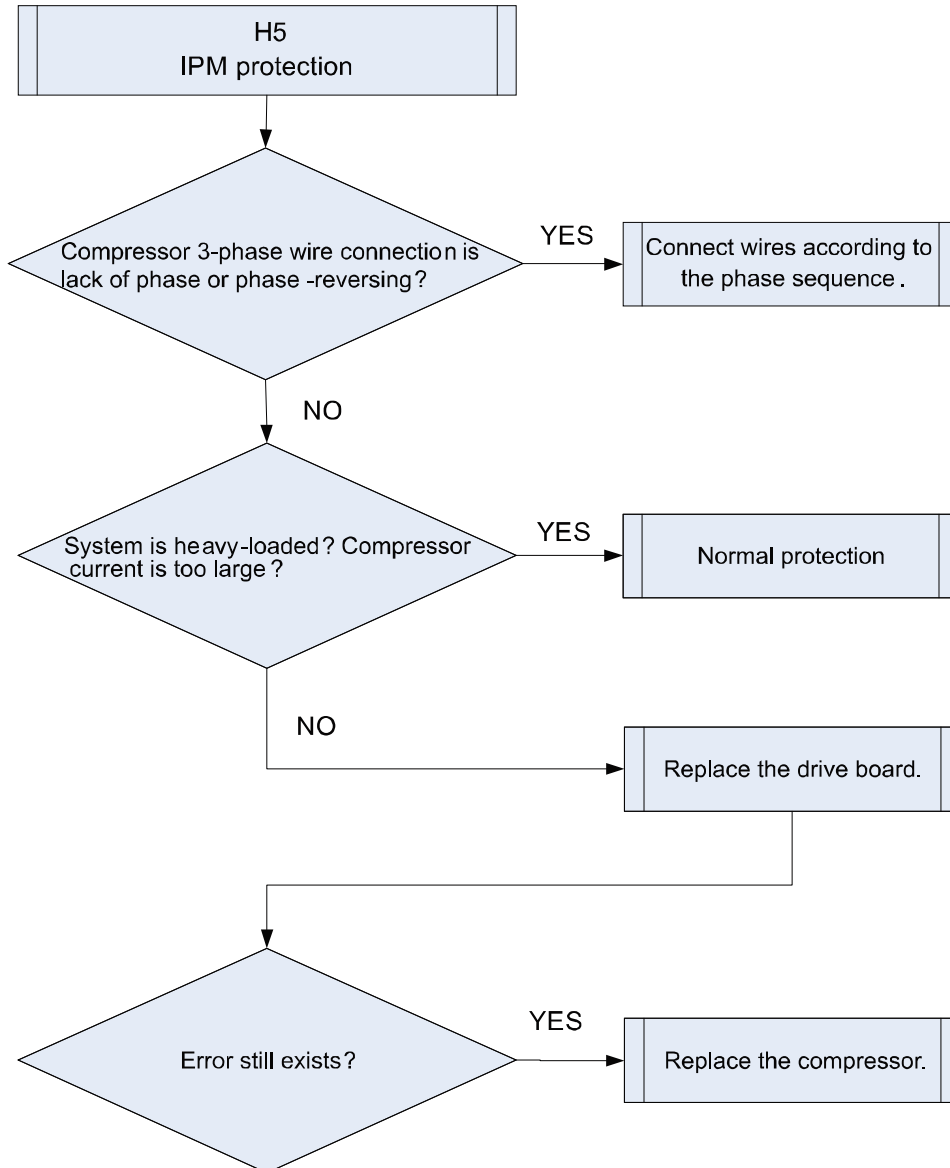 H5
IPM protection
Compressor 3-phase wire connection is
lack of phase or phase -reversing?
YES
Connect wires according to
the phase sequence.
NO
System is heavy-loaded? Compressor
current is too large?
YES
Normal protection
NO
Replace the drive board.
Error still exists?
YES
Replace the compressor.